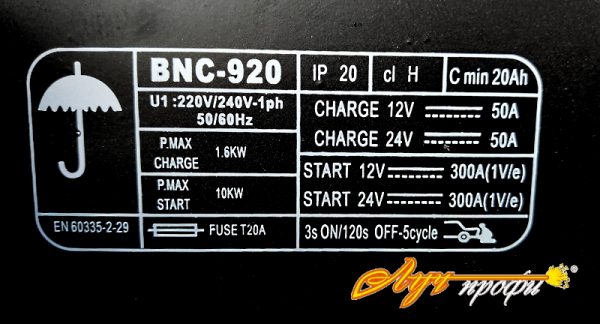 BNC-920
IP 20
cl H
C min 20Ah
U1 :220V/240V-1ph
50/60Hz
CHARGE 12V 50A
CHARGE 24V 50A
P.MAX
CHARGE
1.6KW
P.MAX
START
10KW
START 12V 300A(1V/e)
START 24V 300A(1V/e)
EN 60335-2-29
FUSE T20A
3s ON/120s OFF-5cycle
Луч
профи®